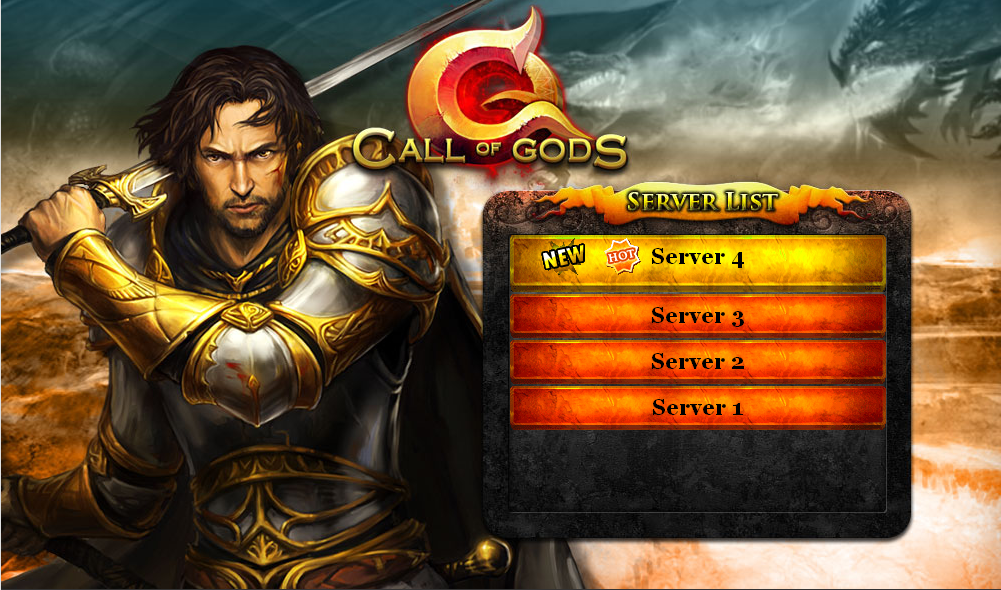 CALL OF GODS
SERVER LIST
NEW HOT Server 4
Server 3
Server 2
Server 1